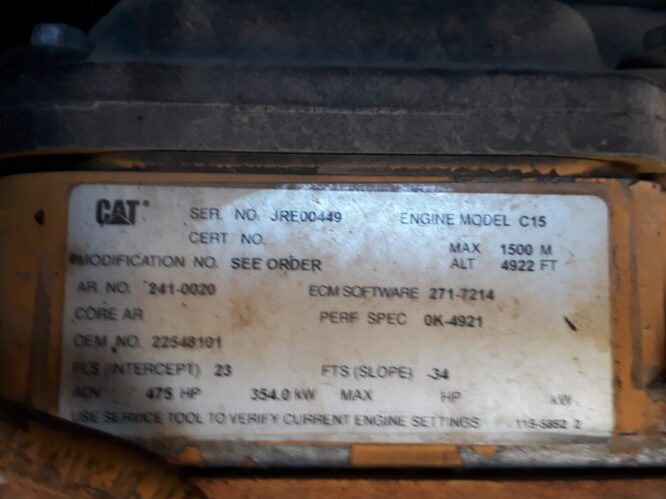 CAT® SER. NO. JRE00449 ENGINE MODEL C15
CERT NO. MAX 1500 M
MODIFICATION NO. SEE ORDER ALT 4922 FT
AR. NO. 241-0020 ECM SOFTWARE 271-7214
CORE AR PERF SPEC 0K-4921
OEM NO. 22548101
FLS (INTERCEPT) 23 FTS (SLOPE) -34
ADV 475 HP 354.0 kW MAX HP kW
USE SERVICE TOOL TO VERIFY CURRENT ENGINE SETTINGS 2